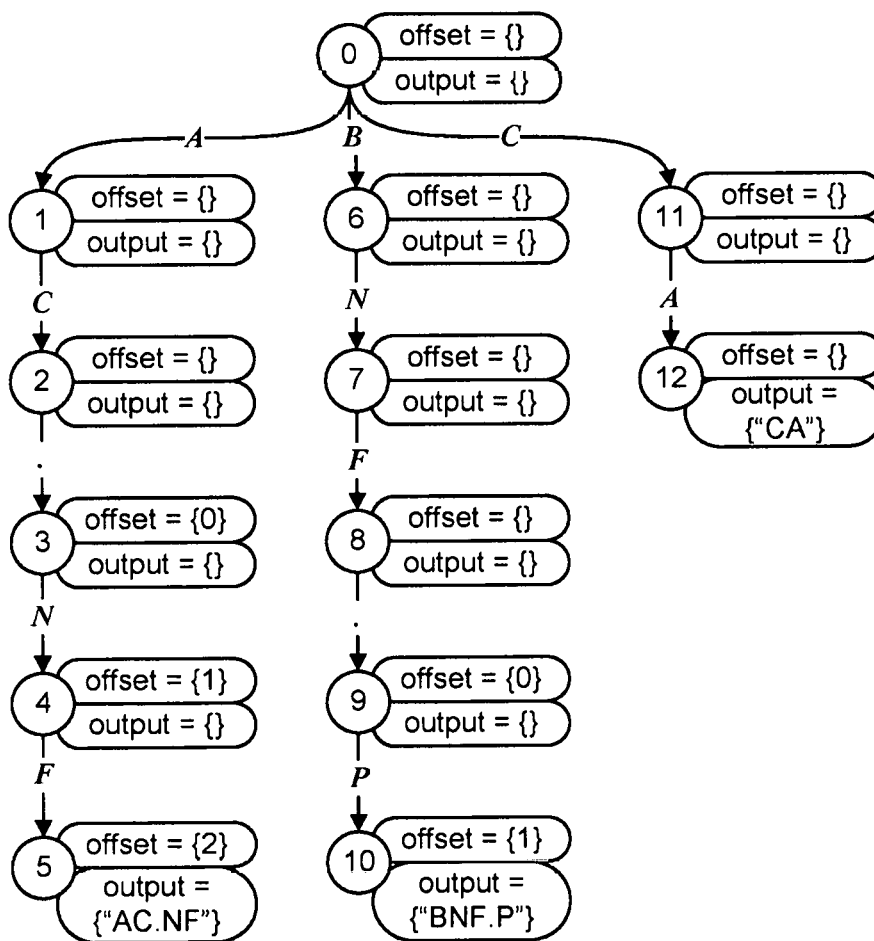 0
offset = {}
output = {}
A
B
C
1
offset = {}
output = {}
6
offset = {}
output = {}
11
offset = {}
output = {}
C
N
A
2
offset = {}
output = {}
7
offset = {}
output = {}
12
offset = {}
output =
{“CA”}
.
F
3
offset = {0}
output = {}
8
offset = {}
output = {}
N
.
4
offset = {1}
output = {}
9
offset = {0}
output = {}
F
P
5
offset = {2}
output =
{“AC.NF”}
10
offset = {1}
output =
{“BNF.P”}